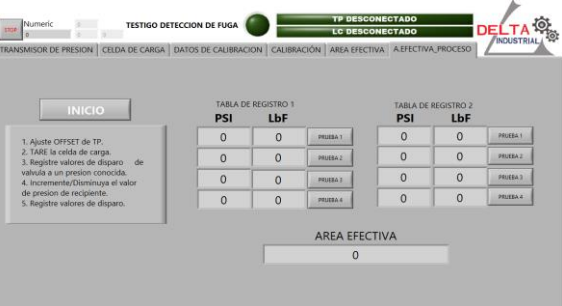 Numeric
0
0
0
0
STOP
TESTIGO DETECCION DE FUGA
TP DESCONECTADO
LC DESCONECTADO
DELTA
INDUSTRIAL
TRANSMISOR DE PRESION
CELDA DE CARGA
DATOS DE CALIBRACION
CALIBRACIÓN
AREA EFECTIVA
A.EFECTIVA_PROCESO
INICIO
1. Ajuste OFFSET de TP.
2. TARE la celda de carga.
3. Registre valores de disparo de
valvula a un presion conocida.
4. Incremente/Disminuya el valor
de presion de recipiente.
5. Registre valores de disparo.
TABLA DE REGISTRO 1
PSI LbF
0 0 PRUEBA 1
0 0 PRUEBA 2
0 0 PRUEBA 3
0 0 PRUEBA 4
TABLA DE REGISTRO 2
PSI LbF
0 0 PRUEBA 1
0 0 PRUEBA 2
0 0 PRUEBA 3
0 0 PRUEBA 4
AREA EFECTIVA
0